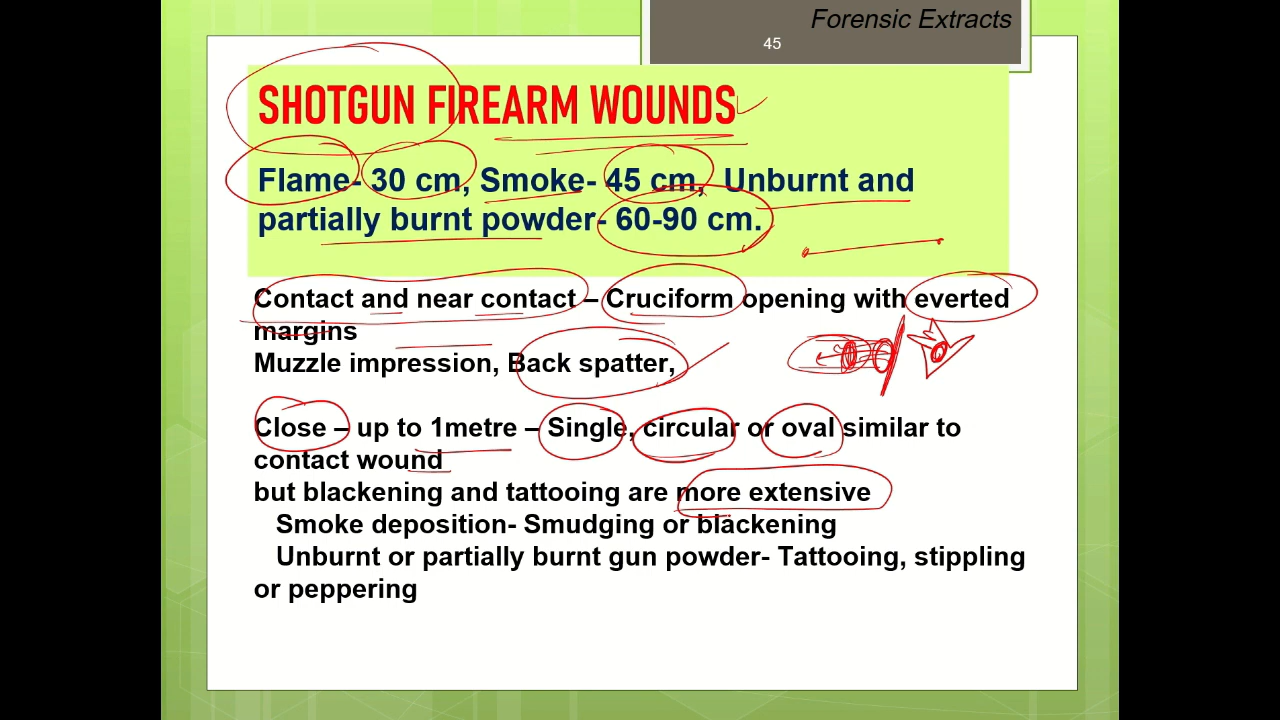 Forensic Extracts
45
SHOTGUN FIREARM WOUNDS
Flame- 30 cm, Smoke- 45 cm, Unburnt and
partially burnt powder- 60-90 cm.
Contact and near contact – Cruciform opening with everted
margins
Muzzle impression, Back spatter,
Close – up to 1metre – Single, circular or oval similar to
contact wound
but blackening and tattooing are more extensive
Smoke deposition- Smudging or blackening
Unburnt or partially burnt gun powder- Tattooing, stippling
or peppering